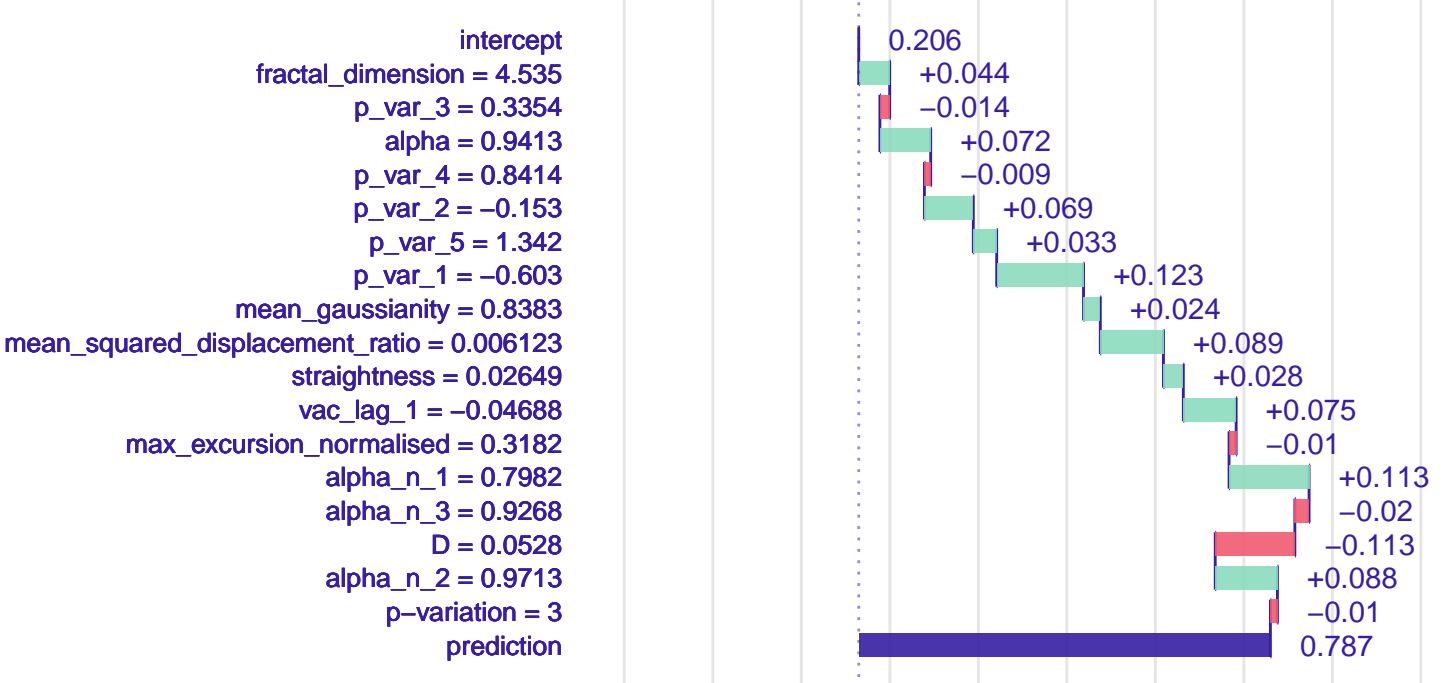 intercept 0.206
fractal_dimension = 4.535 +0.044
p_var_3 = 0.3354 −0.014
alpha = 0.9413 +0.072
p_var_4 = 0.8414 −0.009
p_var_2 = −0.153 +0.069
p_var_5 = 1.342 +0.033
p_var_1 = −0.603 +0.123
mean_gaussianity = 0.8383 +0.024
mean_squared_displacement_ratio = 0.006123 +0.089
straightness = 0.02649 +0.028
vac_lag_1 = −0.04688 +0.075
max_excursion_normalised = 0.3182 −0.01
alpha_n_1 = 0.7982 +0.113
alpha_n_3 = 0.9268 −0.02
D = 0.0528 −0.113
alpha_n_2 = 0.9713 +0.088
p−variation = 3 −0.01
prediction 0.787